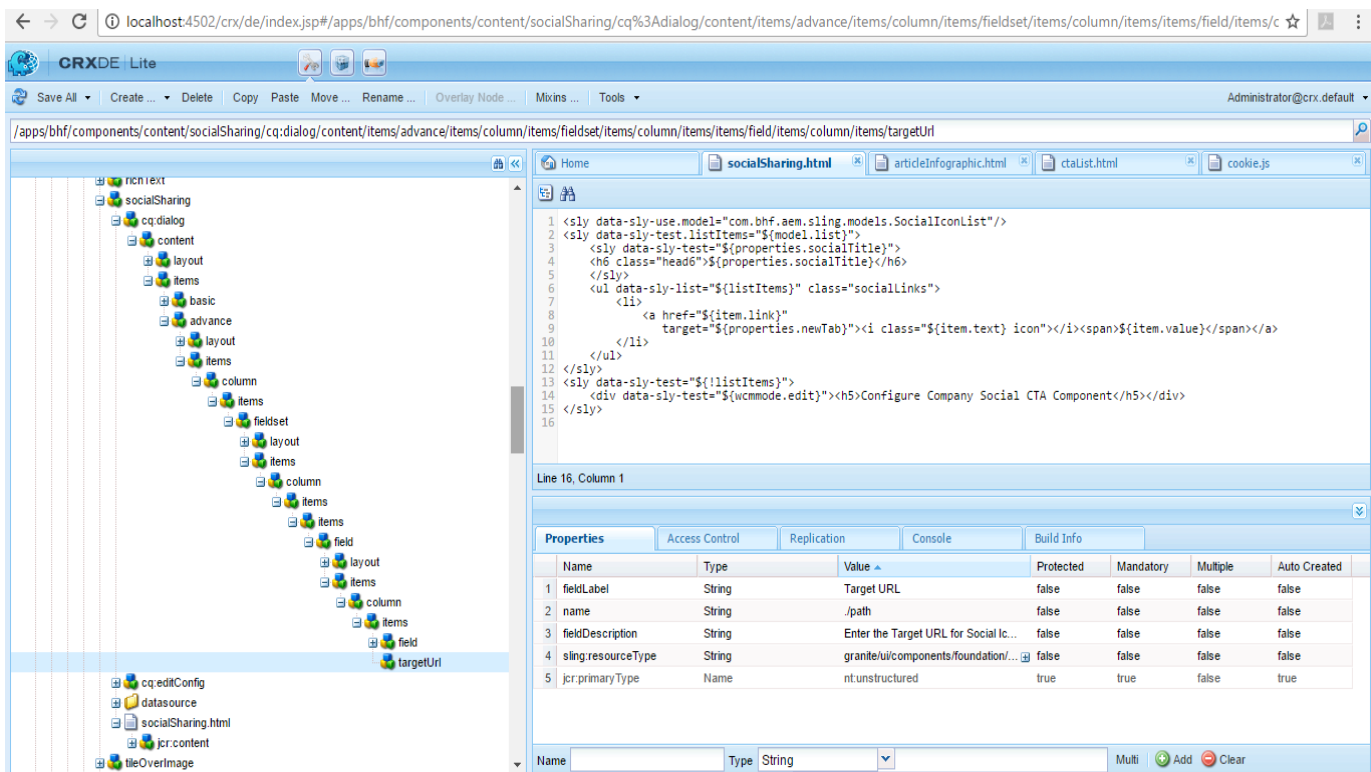 localhost:4502/crx/de/index.jsp#/apps/bhf/components/content/socialSharing/cq%3Adialog/content/items/advance/items/column/items/fieldset/items/column/items/items/field/items/c
CRXDE Lite
Save All Create ... Delete Copy Paste Move ... Rename ... Overlay Node ... Mixins ... Tools Administrator@crx.default
/apps/bhf/components/content/socialSharing/cq:dialog/content/items/advance/items/column/items/fieldset/items/column/items/items/field/items/column/items/targetUrl
richText
socialSharing
cq:dialog
content
layout
items
basic
advance
layout
items
column
items
fieldset
layout
items
column
items
items
field
layout
items
column
items
field
targetUrl
cq:editConfig
datasource
socialSharing.html
jcr:content
tileOverImage
Home socialSharing.html articleInfographic.html ctaList.html cookie.js
1 <sly data-sly-use.model="com.bhf.aem.sling.models.SocialIconList"/>
2 <sly data-sly-test.listItems="${model.list}">
3 <sly data-sly-test="${properties.socialTitle}">
4 <h6 class="head6">${properties.socialTitle}</h6>
5 </sly>
6 <ul data-sly-list="${listItems}" class="socialLinks">
7 <li>
8 <a href="${item.link}"
9 target="${properties.newTab}"><i class="${item.text} icon"></i><span>${item.value}</span></a>
10 </li>
11 </ul>
12 </sly>
13 <sly data-sly-test="${!listItems}">
14 <div data-sly-test="${wcmmode.edit}"><h5>Configure Company Social CTA Component</h5></div>
15 </sly>
16
Line 16, Column 1
Properties Access Control Replication Console Build Info
Name Type Value Protected Mandatory Multiple Auto Created
1 fieldLabel String Target URL false false false false
2 name String ./path false false false false
3 fieldDescription String Enter the Target URL for Social Ic... false false false false
4 sling:resourceType String granite/ui/components/foundation/... false false false false
5 jcr:primaryType Name nt:unstructured true true false true
Name Type String Multi Add Clear